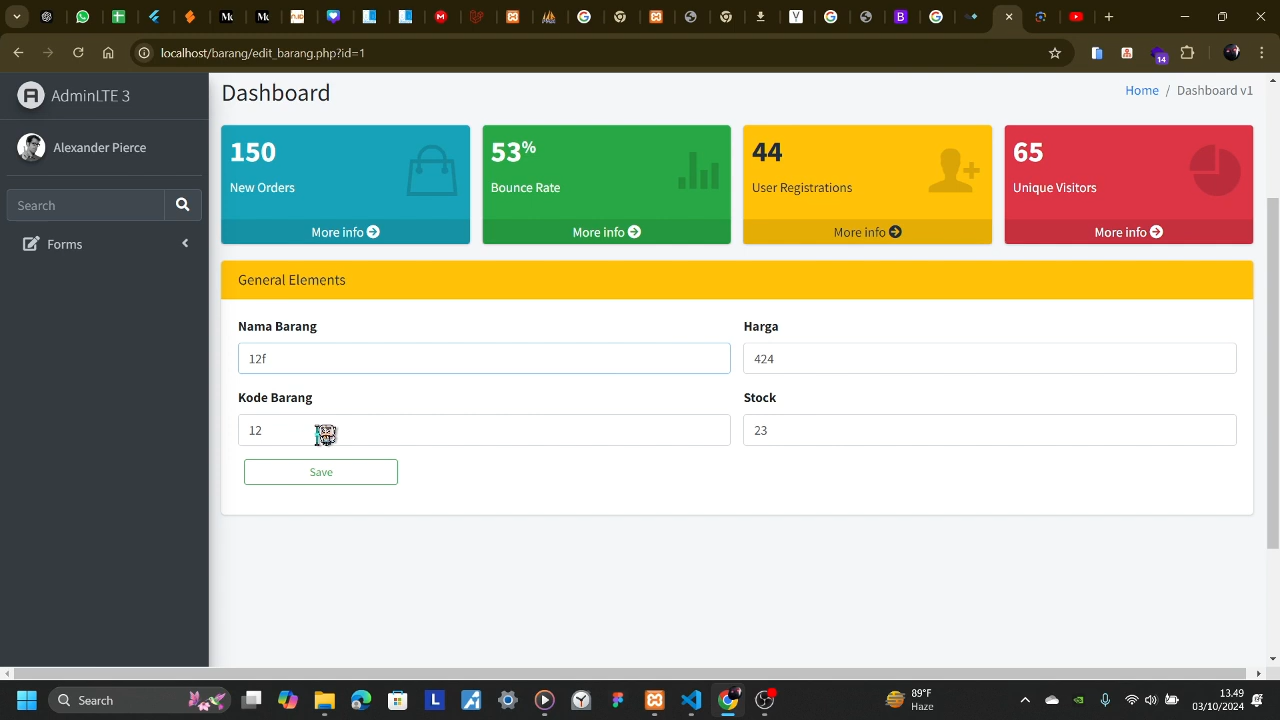 localhost/barang/edit_barang.php?id=1
14
AdminLTE 3
Alexander Pierce
Search
Forms
Dashboard
Home / Dashboard v1
150
New Orders
More info
53%
Bounce Rate
More info
44
User Registrations
More info
65
Unique Visitors
More info
General Elements
Nama Barang
Harga
12f
424
Kode Barang
Stock
12
23
Save
Search
89°F
Haze
13.49
03/10/2024